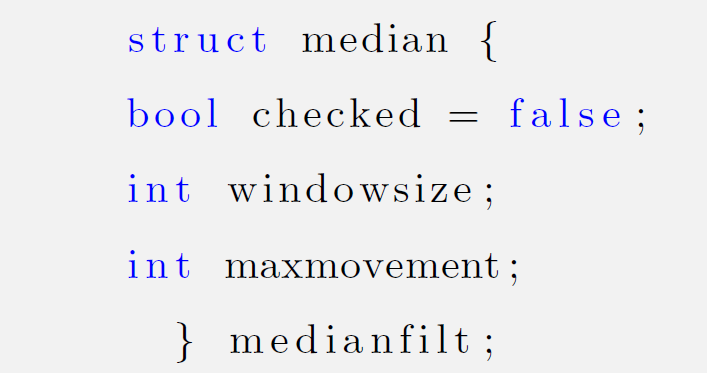 struct median {
bool checked = false;
int windowsize;
int maxmovement;
} medianfilt;